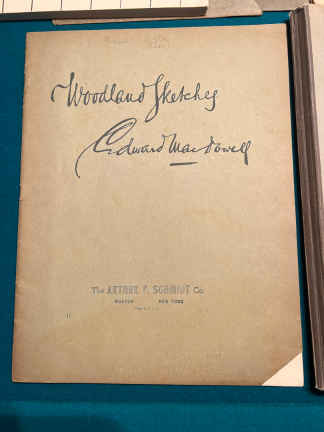 Woodland Sketches
Edward MacDowell
The ARTHUR P. SCHMIDT Co.
BOSTON NEW YORK